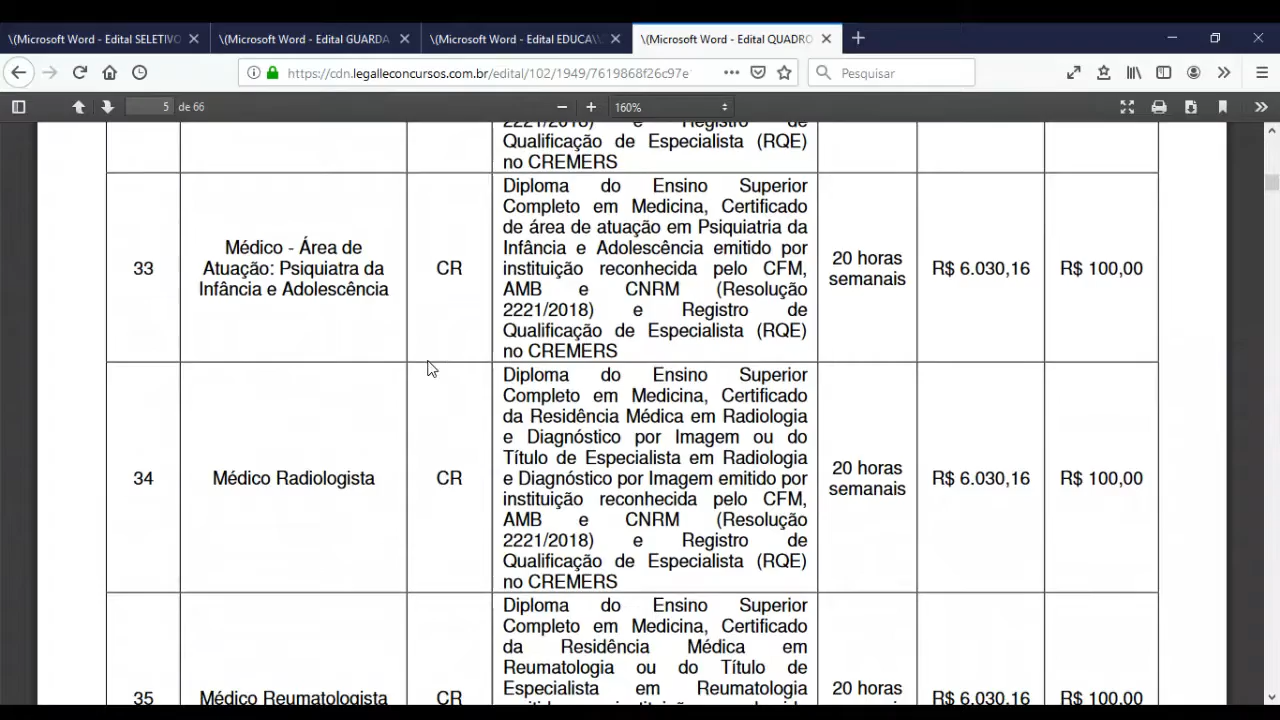 \(Microsoft Word - Edital SELETIVO
\(Microsoft Word - Edital GUARDA
\(Microsoft Word - Edital EDUCA\\
\(Microsoft Word - Edital QUADRO
https://cdn.legalleconcursos.com.br/edital/102/1949/7619868f26c97e
Pesquisar
5 de 66
160%
Qualificação de Especialista (RQE)
no CREMERS
33
Médico - Área de
Atuação: Psiquiatra da
Infância e Adolescência
CR
Diploma do Ensino Superior
Completo em Medicina, Certificado
de área de atuação em Psiquiatria da
Infância e Adolescência emitido por
instituição reconhecida pelo CFM,
AMB e CNRM (Resolução
2221/2018) e Registro de
Qualificação de Especialista (RQE)
no CREMERS
20 horas
semanais
R$ 6.030,16
R$ 100,00
34
Médico Radiologista
CR
Diploma do Ensino Superior
Completo em Medicina, Certificado
da Residência Médica em Radiologia
e Diagnóstico por Imagem ou do
Título de Especialista em Radiologia
e Diagnóstico por Imagem emitido por
instituição reconhecida pelo CFM,
AMB e CNRM (Resolução
2221/2018) e Registro de
Qualificação de Especialista (RQE)
no CREMERS
20 horas
semanais
R$ 6.030,16
R$ 100,00
35
Médico Reumatologista
CR
Diploma do Ensino Superior
Completo em Medicina, Certificado
da Residência Médica em
Reumatologia ou do Título de
Especialista em Reumatologia
20 horas
R$ 6.030,16
R$ 100,00